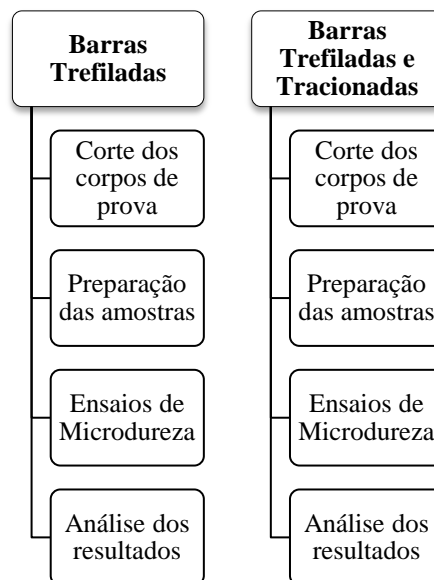 Barras
Trefiladas
Corte dos
corpos de
prova
Preparação
das amostras
Ensaios de
Microdureza
Análise dos
resultados
Barras
Trefiladas e
Tracionadas
Corte dos
corpos de
prova
Preparação
das amostras
Ensaios de
Microdureza
Análise dos
resultados